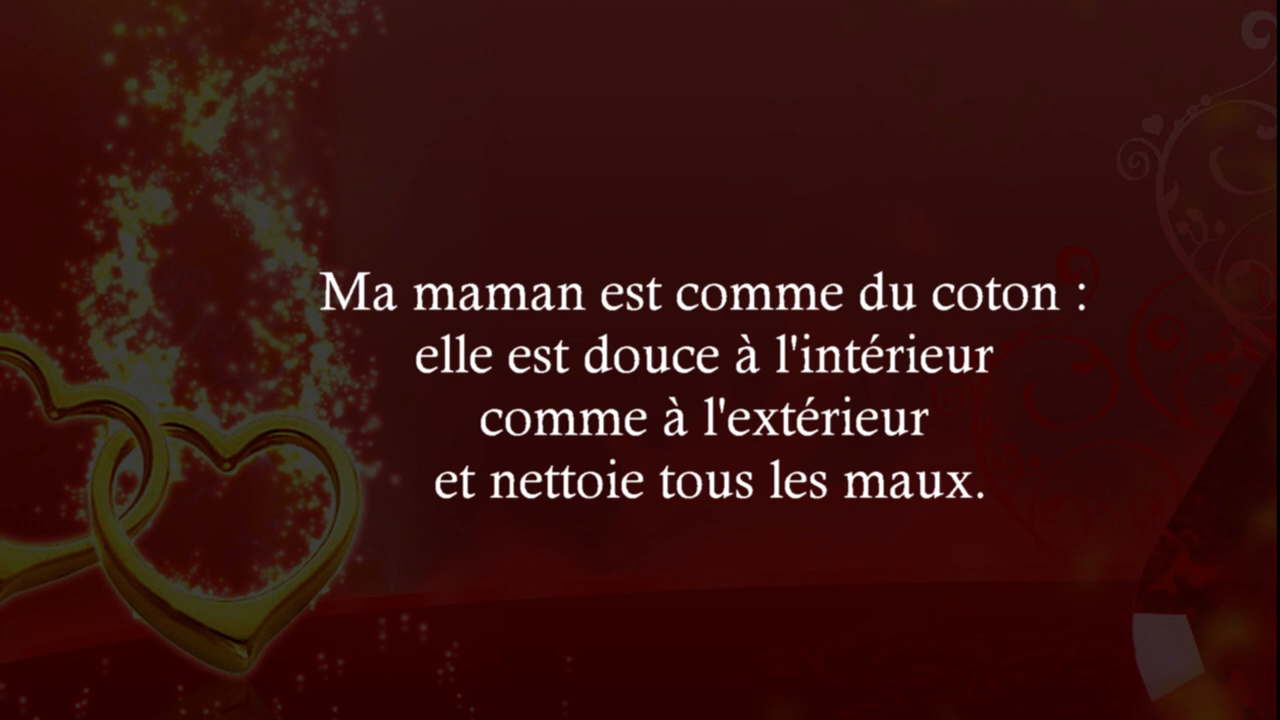 Ma maman est comme du coton :
elle est douce à l'intérieur
comme à l'extérieur
et nettoie tous les maux.